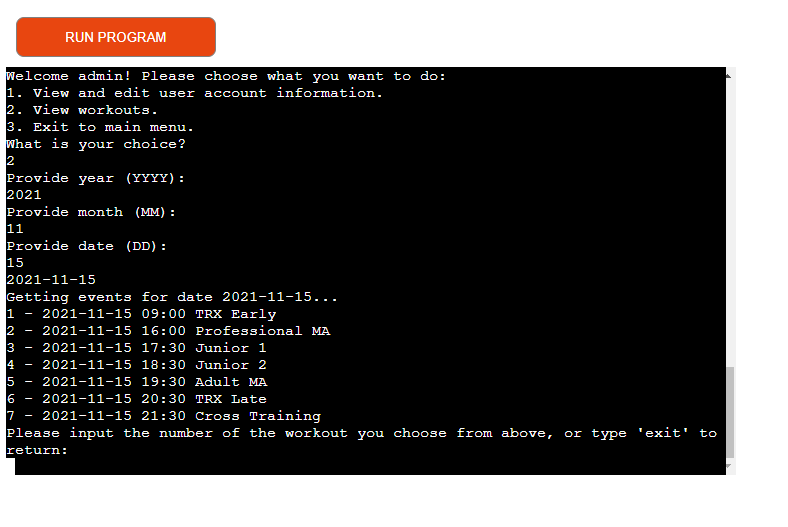 RUN PROGRAM
Welcome admin! Please choose what you want to do:
1. View and edit user account information.
2. View workouts.
3. Exit to main menu.
What is your choice?
2
Provide year (YYYY):
2021
Provide month (MM):
11
Provide date (DD):
15
2021-11-15
Getting events for date 2021-11-15...
1 - 2021-11-15 09:00 TRX Early
2 - 2021-11-15 16:00 Professional MA
3 - 2021-11-15 17:30 Junior 1
4 - 2021-11-15 18:30 Junior 2
5 - 2021-11-15 19:30 Adult MA
6 - 2021-11-15 20:30 TRX Late
7 - 2021-11-15 21:30 Cross Training
Please input the number of the workout you choose from above, or type 'exit' to
return: